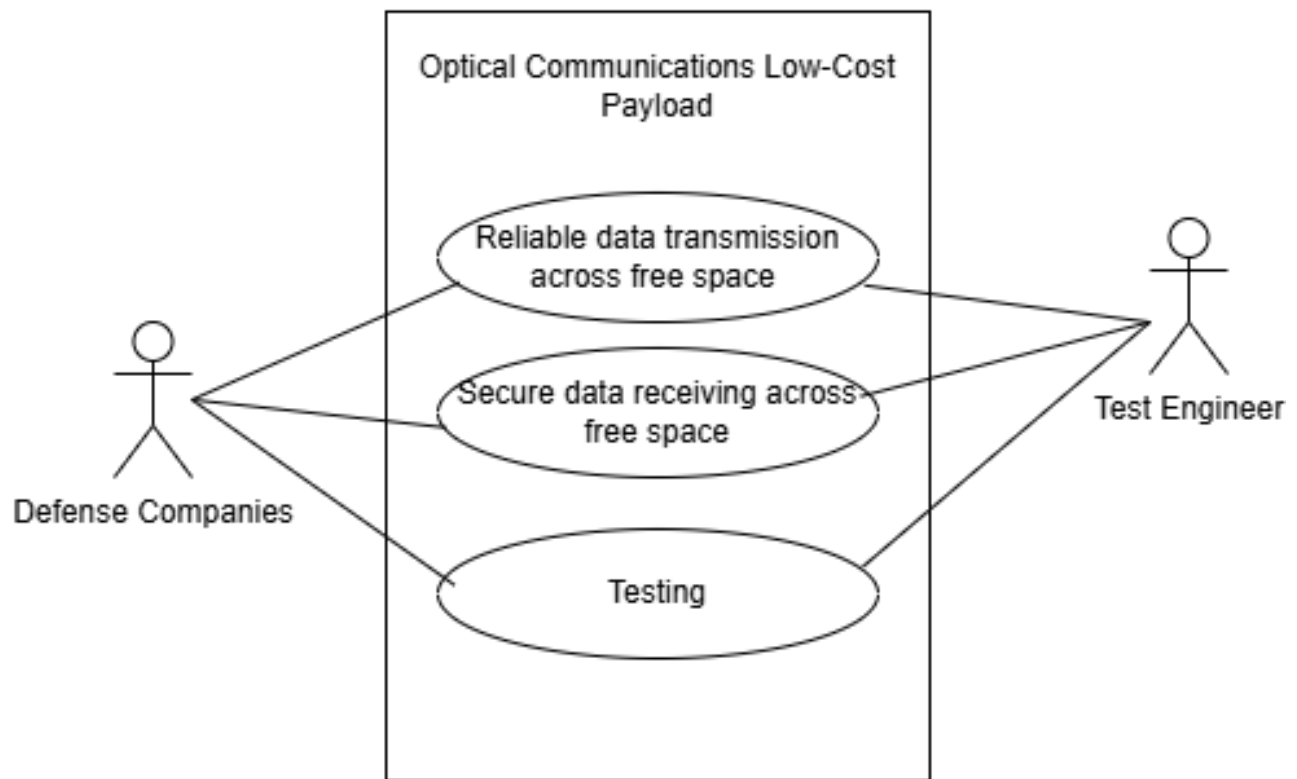 Optical Communications Low-Cost
Payload
Reliable data transmission
across free space
Secure data receiving across
free space
Testing
Defense Companies
Test Engineer